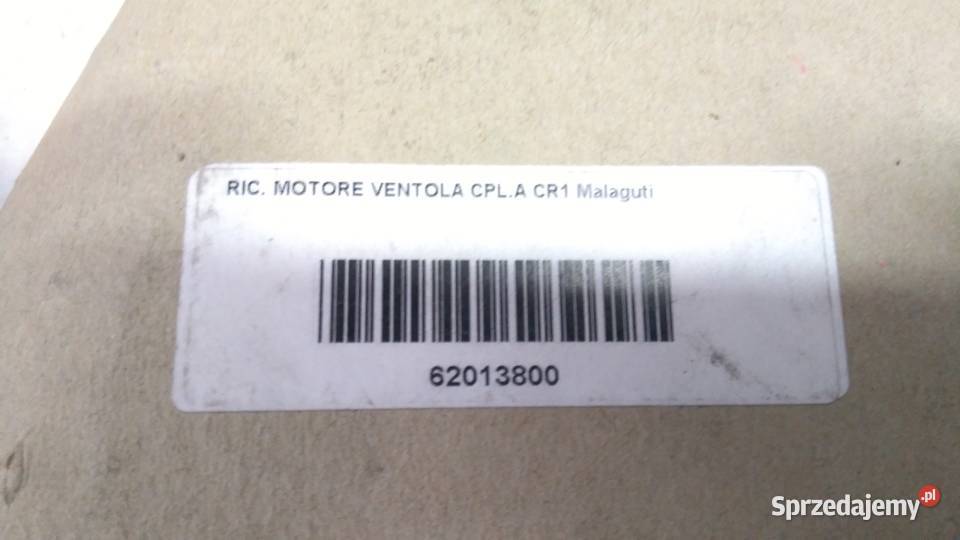 RIC. MOTORE VENTOLA CPL.A CR1 Malaguti
62013800
Sprzedajemy.pl